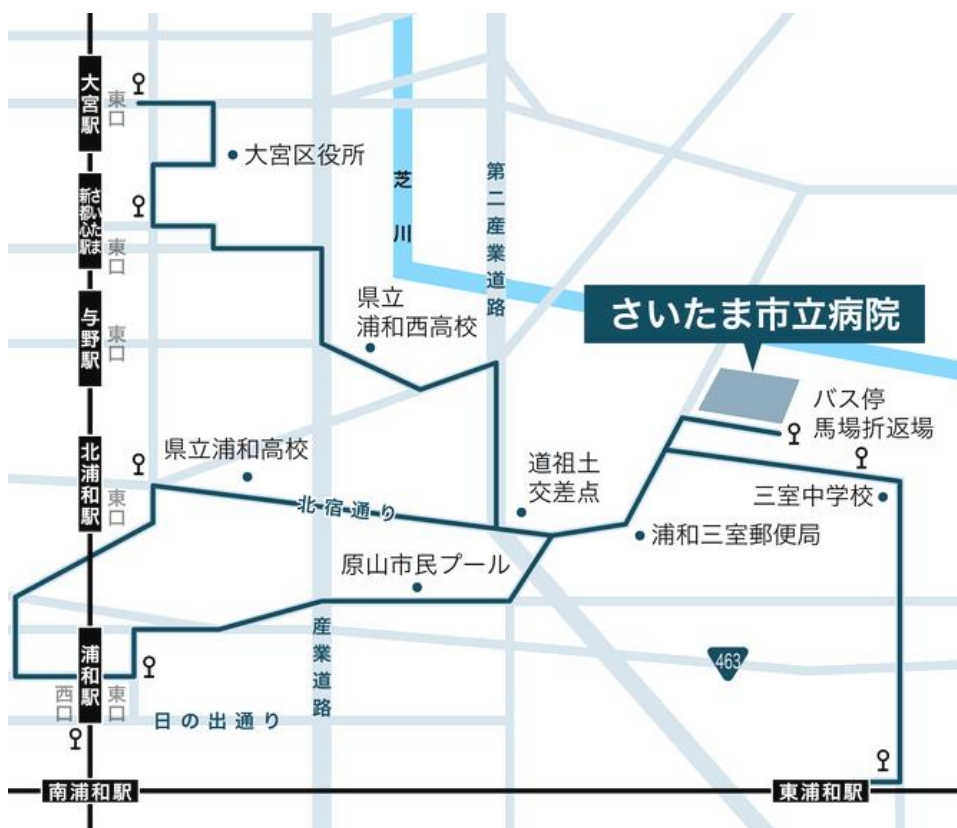 大宮駅
東口
大宮区役所
さいたま
新都心駅
東口
芝川
第二産業道路
与野駅
東口
県立
浦和西高校
さいたま市立病院
バス停
馬場折返場
北浦和駅
東口
県立浦和高校
北宿通り
道祖土
交差点
三室中学校
浦和三室郵便局
原山市民プール
産業道路
463
浦和駅
西口
東口
日の出通り
南浦和駅
東浦和駅